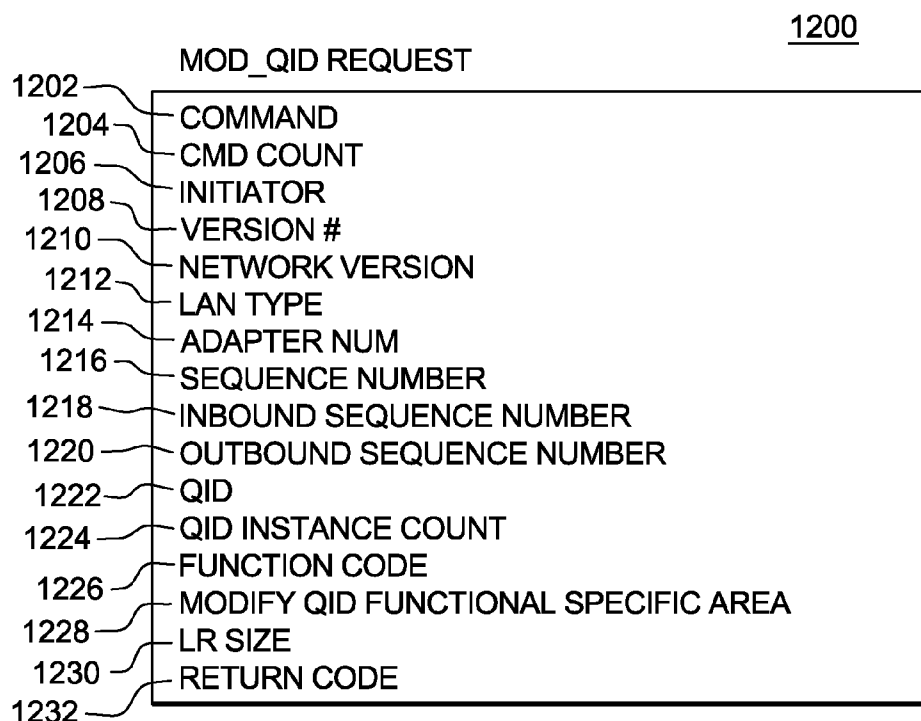 1200
MOD_QID REQUEST
1202 COMMAND
1204 CMD COUNT
1206 INITIATOR
1208 VERSION #
1210 NETWORK VERSION
1212 LAN TYPE
1214 ADAPTER NUM
1216 SEQUENCE NUMBER
1218 INBOUND SEQUENCE NUMBER
1220 OUTBOUND SEQUENCE NUMBER
1222 QID
1224 QID INSTANCE COUNT
1226 FUNCTION CODE
1228 MODIFY QID FUNCTIONAL SPECIFIC AREA
1230 LR SIZE
1232 RETURN CODE